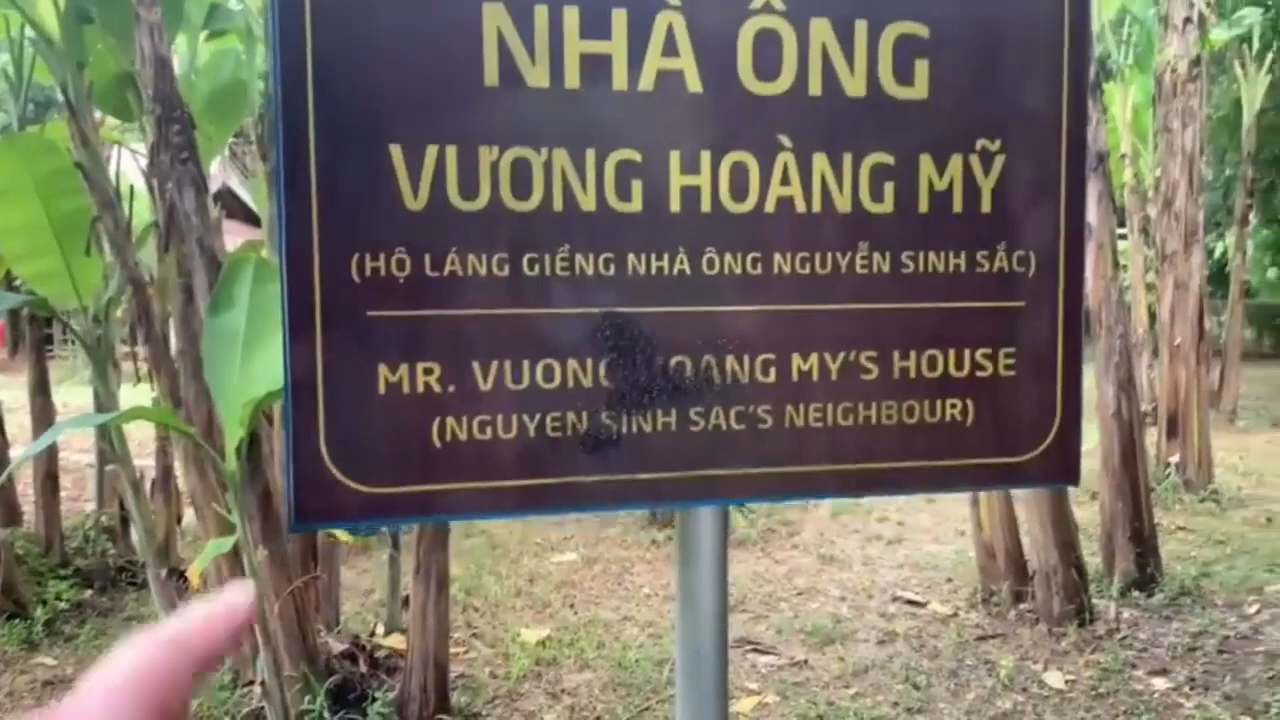 NHÀ ÔNG
VƯƠNG HOÀNG MỸ
(HỘ LÁNG GIỀNG NHÀ ÔNG NGUYỄN SINH SẮC)
MR. VUONG HOANG MY'S HOUSE
(NGUYEN SINH SAC'S NEIGHBOUR)